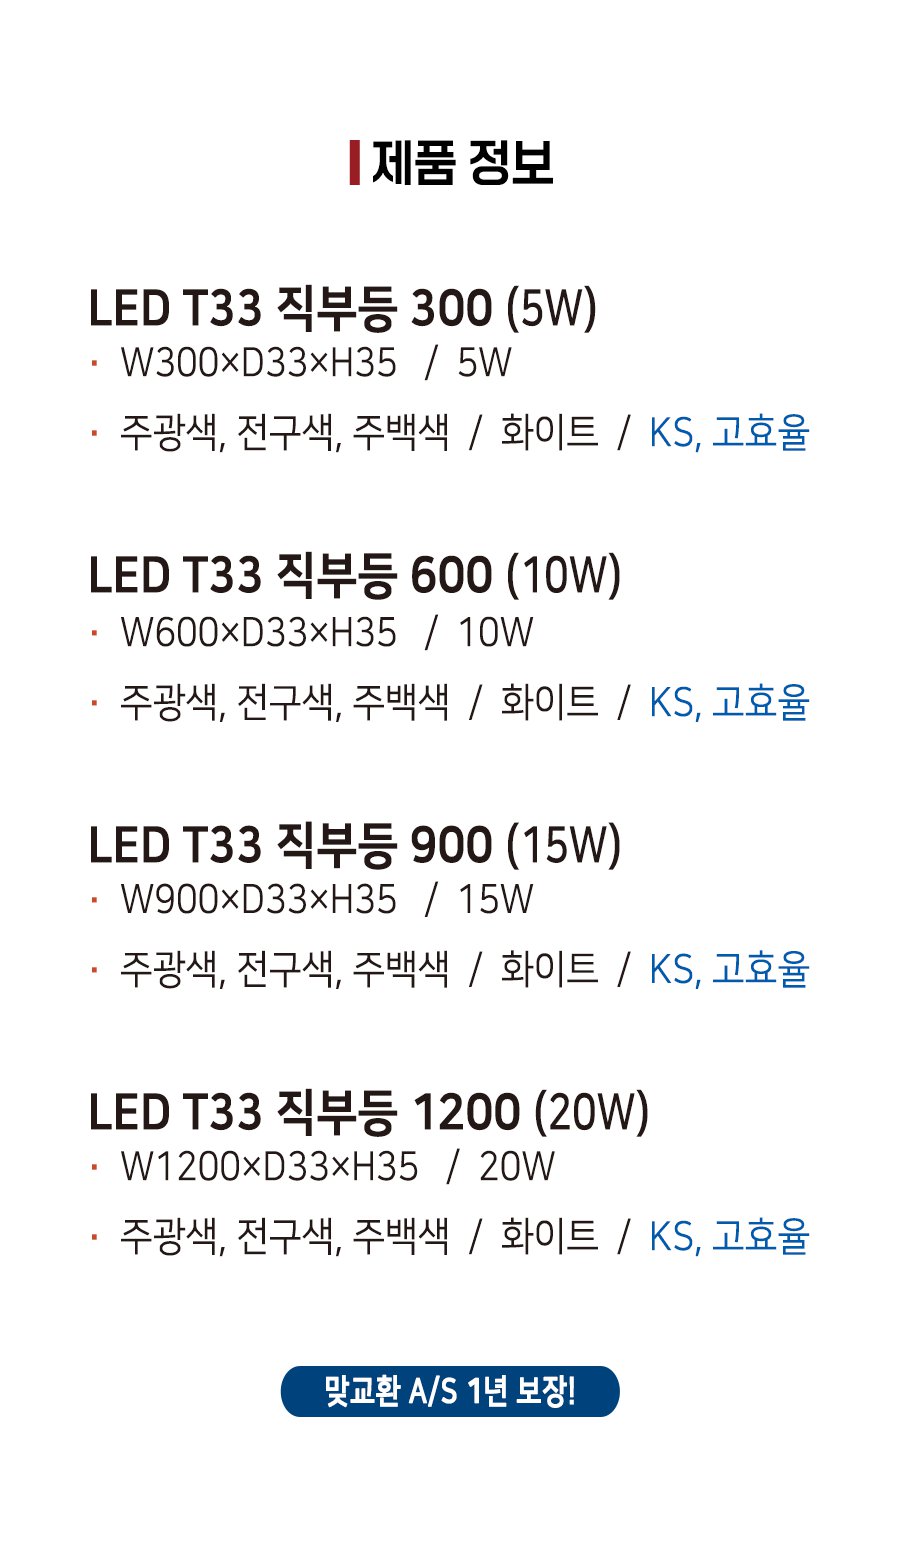 제품 정보
LED T33 직부등 300 (5W)
· W300×D33×H35 / 5W
· 주광색, 전구색, 주백색 / 화이트 / KS, 고효율
LED T33 직부등 600 (10W)
· W600×D33×H35 / 10W
· 주광색, 전구색, 주백색 / 화이트 / KS, 고효율
LED T33 직부등 900 (15W)
· W900×D33×H35 / 15W
· 주광색, 전구색, 주백색 / 화이트 / KS, 고효율
LED T33 직부등 1200 (20W)
· W1200×D33×H35 / 20W
· 주광색, 전구색, 주백색 / 화이트 / KS, 고효율
맞교환 A/S 1년 보장!